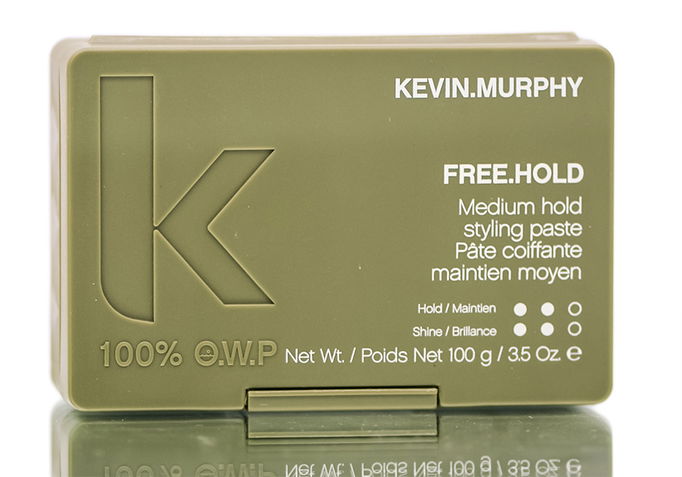 KEVIN.MURPHY
FREE.HOLD
Medium hold
styling paste
Pâte coiffante
maintien moyen
Hold / Maintien
Shine / Brillance
100% O.W.P Net Wt. / Poids Net 100 g / 3.5 Oz. e
k